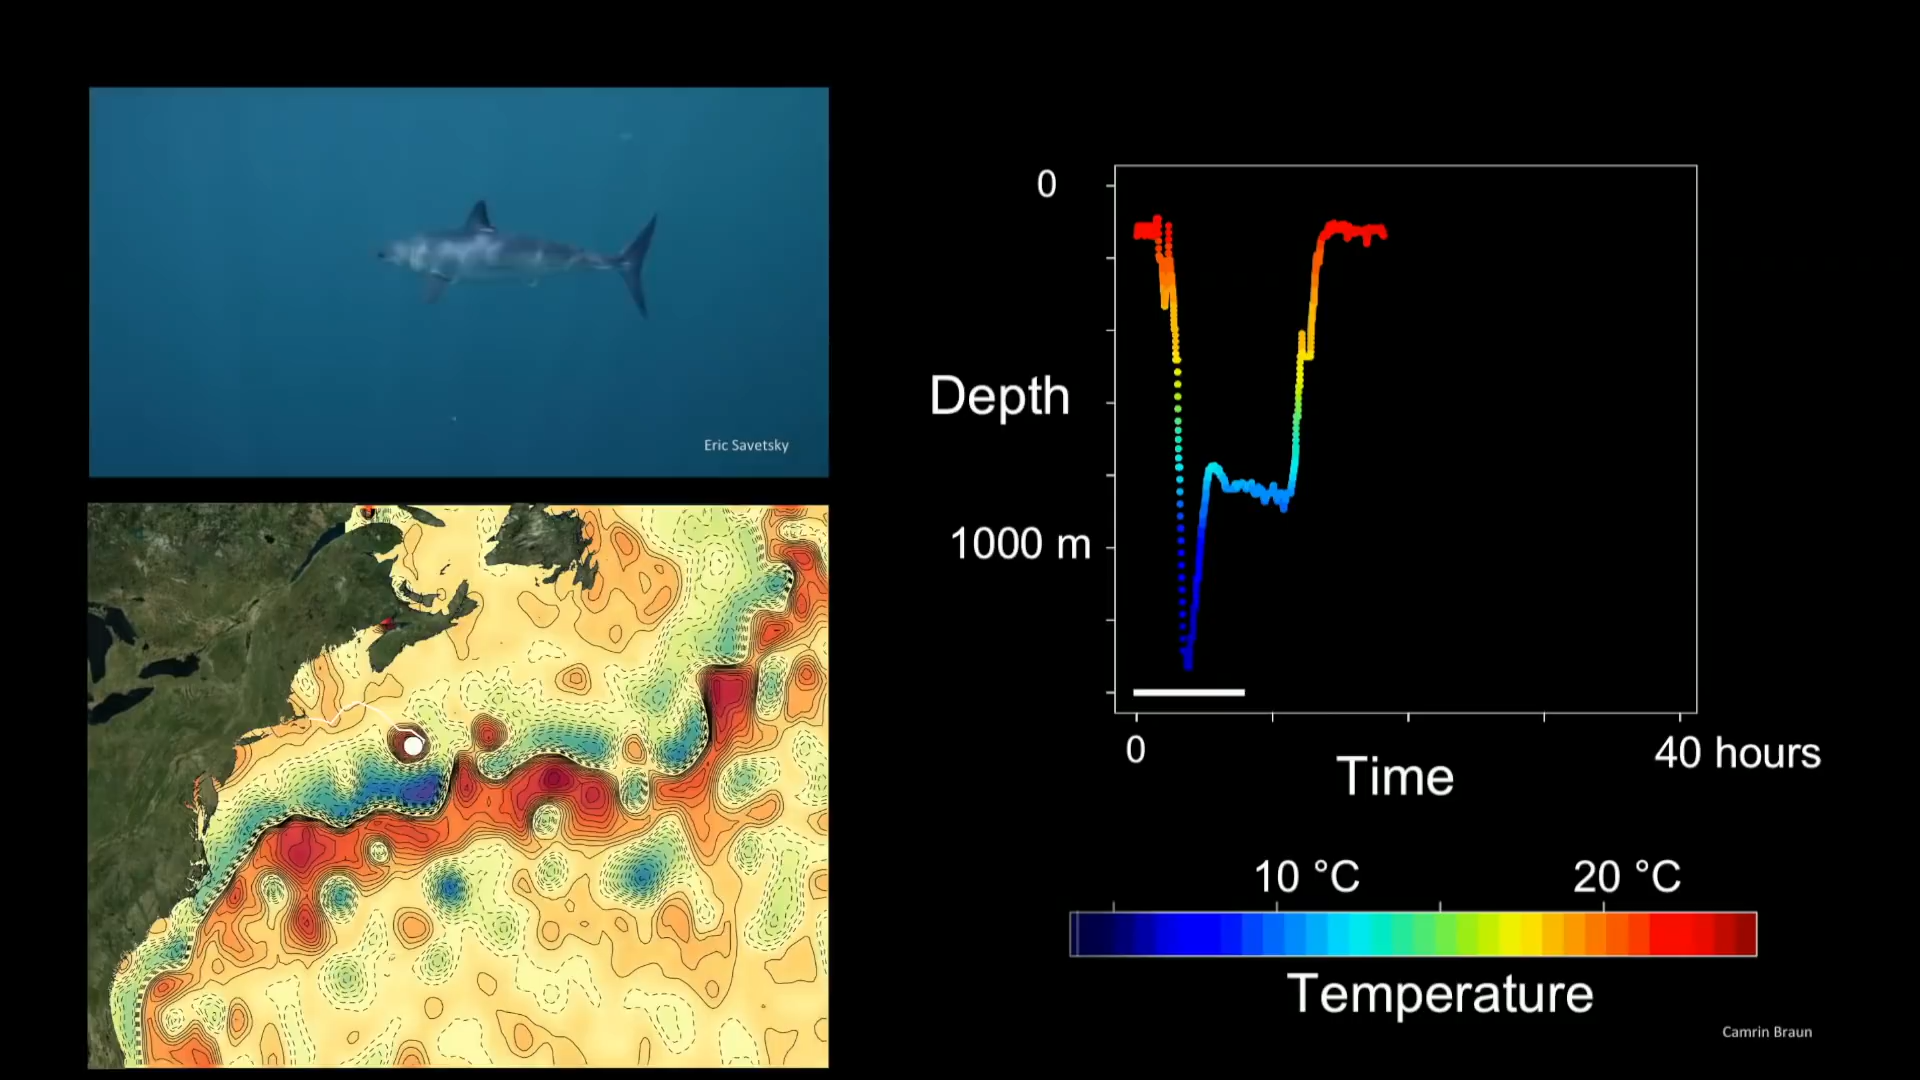 Eric Savetsky
0
Depth
1000 m
0
40 hours
Time
10 °C
20 °C
Temperature
Camrin Braun